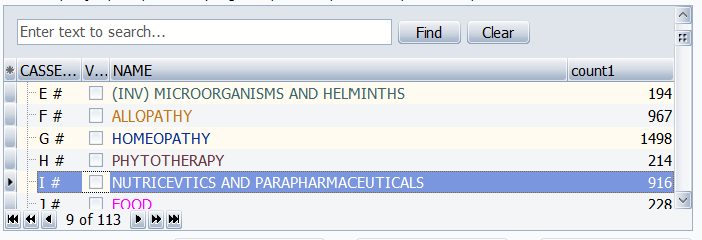 Enter text to search...
Find
Clear
CASSE... V... NAME count1
E # (INV) MICROORGANISMS AND HELMINTHS 194
F # ALLOPATHY 967
G # HOMEOPATHY 1498
H # PHYTOTHERAPY 214
I # NUTRICEVTICS AND PARAPHARMACEUTICALS 916
J # FOOD 228
9 of 113